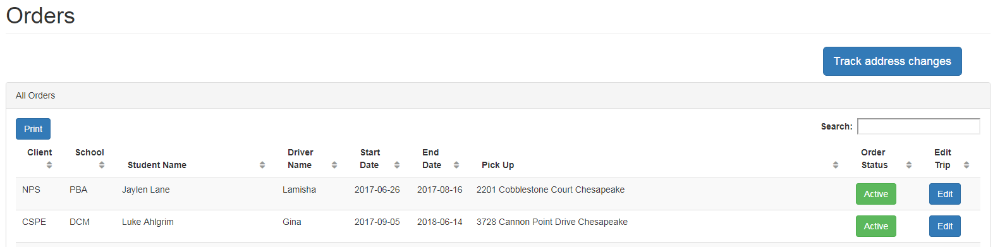 Orders
Track address changes
All Orders
Print
Search:
Client School Student Name Driver Name Start Date End Date Pick Up Order Status Edit Trip
NPS PBA Jaylen Lane Lamisha 2017-06-26 2017-08-16 2201 Cobblestone Court Chesapeake Active Edit
CSPE DCM Luke Ahlgrim Gina 2017-09-05 2018-06-14 3728 Cannon Point Drive Chesapeake Active Edit